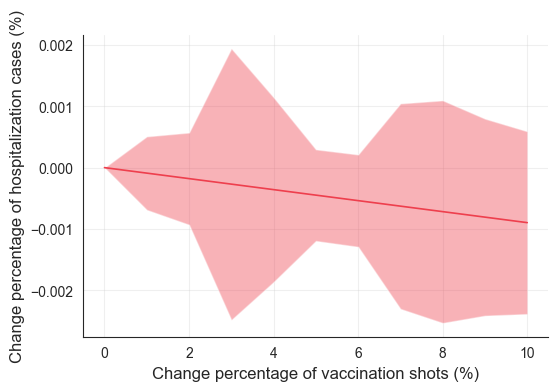 Change percentage of hospitalization cases (%)
0.002
0.001
0.000
−0.001
−0.002
0 2 4 6 8 10
Change percentage of vaccination shots (%)